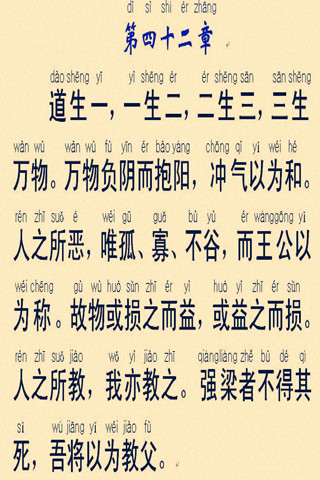 dì sì shí èr zhāng
第四十二章
dào shēng yī yī shēng èr èr shēng sān sān shēng
道生一，一生二，二生三，三生
wàn wù wàn wù fù yīn ér bào yáng chōng qì yǐ wéi hé
万物。万物负阴而抱阳，冲气以为和。
rén zhī suǒ è wéi gū guǎ bù yù ér wánggōng yǐ
人之所恶，唯孤、寡、不谷，而王公以
wéi chēng gù wù huò sǔn zhī ér yì huò yì zhī ér sǔn
为称。故物或损之而益，或益之而损。
rén zhī suǒ jiào wǒ yì jiào zhī qiángliáng zhě bù dé qí
人之所教，我亦教之。强梁者不得其
sǐ wú jiāng yǐ wéi jiào fù
死，吾将以为教父。